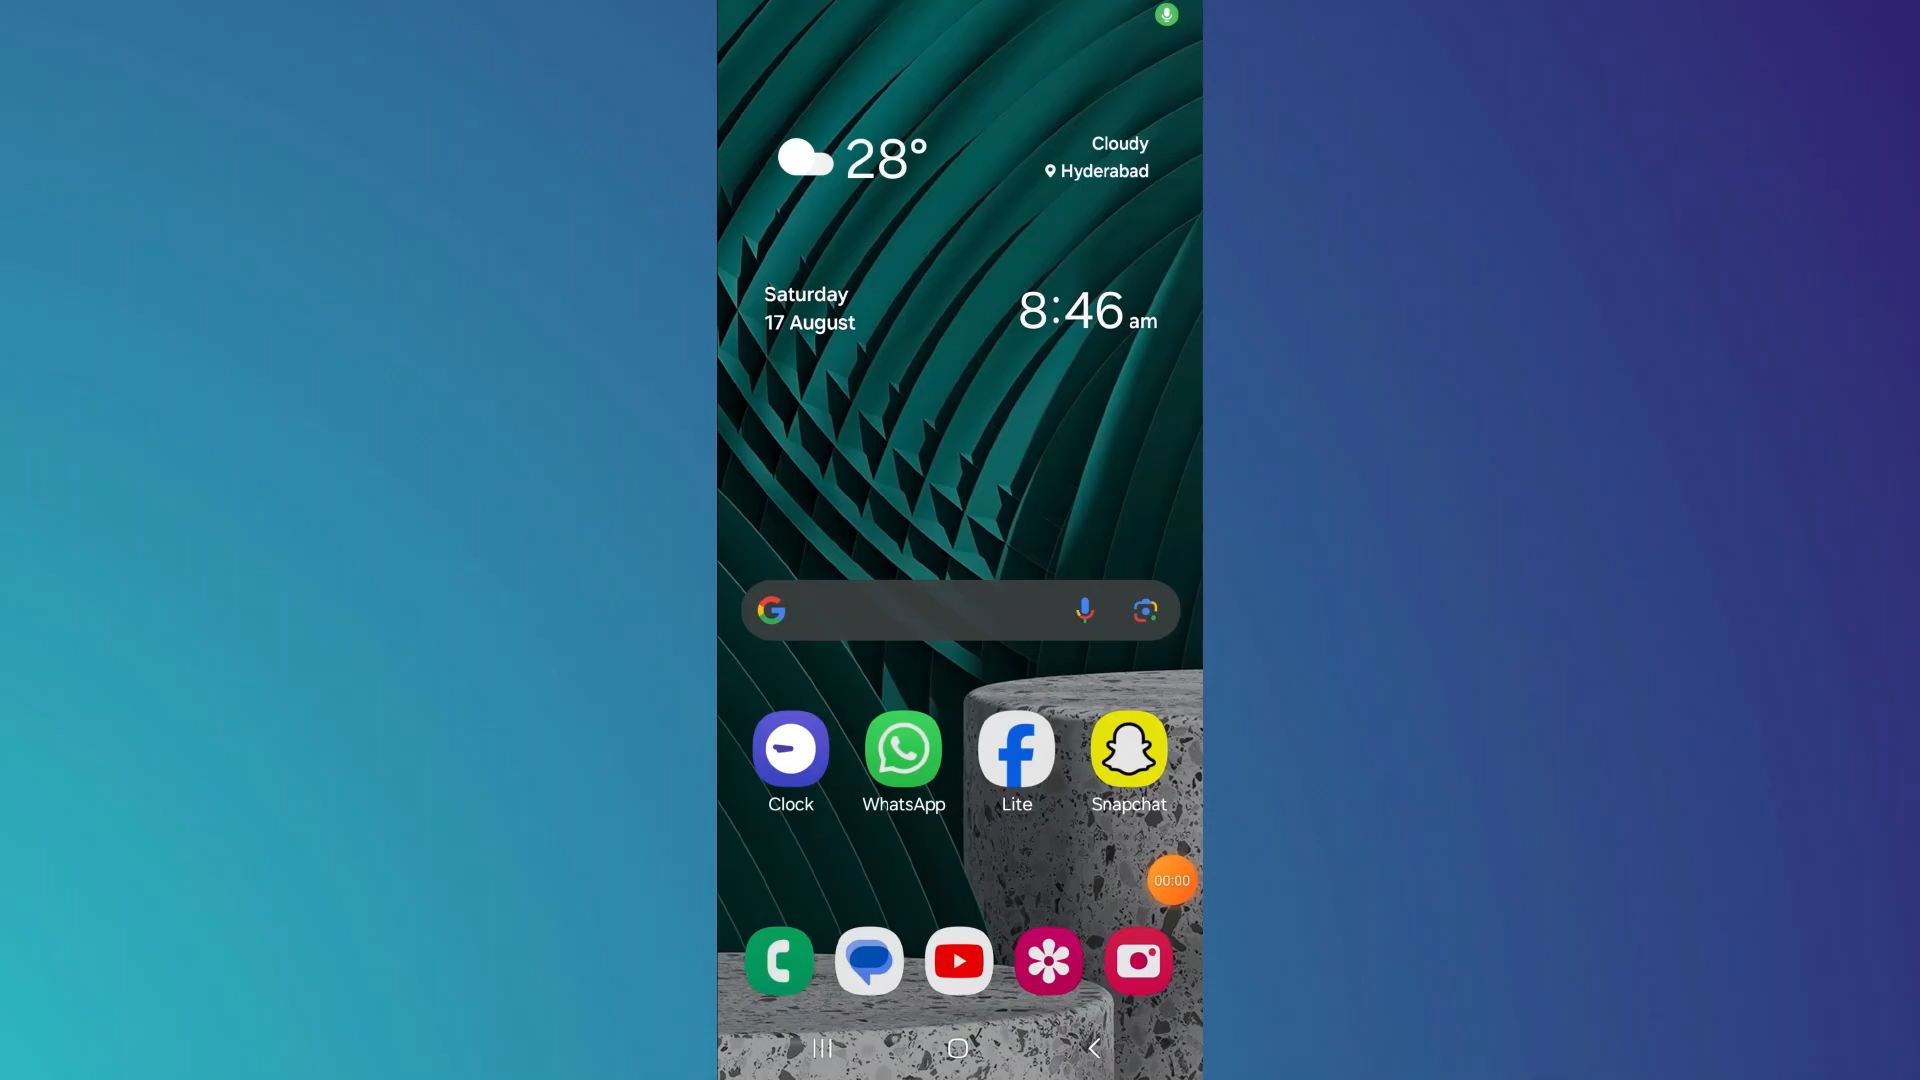 28°
Cloudy
Hyderabad
Saturday
17 August
8:46 am
Clock
WhatsApp
Lite
Snapchat
00:00